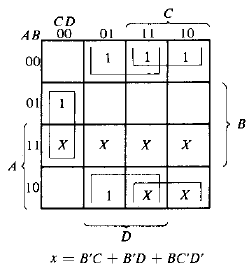 CD
C
AB 00 01 11 10
00 1 1 1
01 1
B
11 X X X X
A
10 1 X X
D
x = B'C + B'D + BC'D'